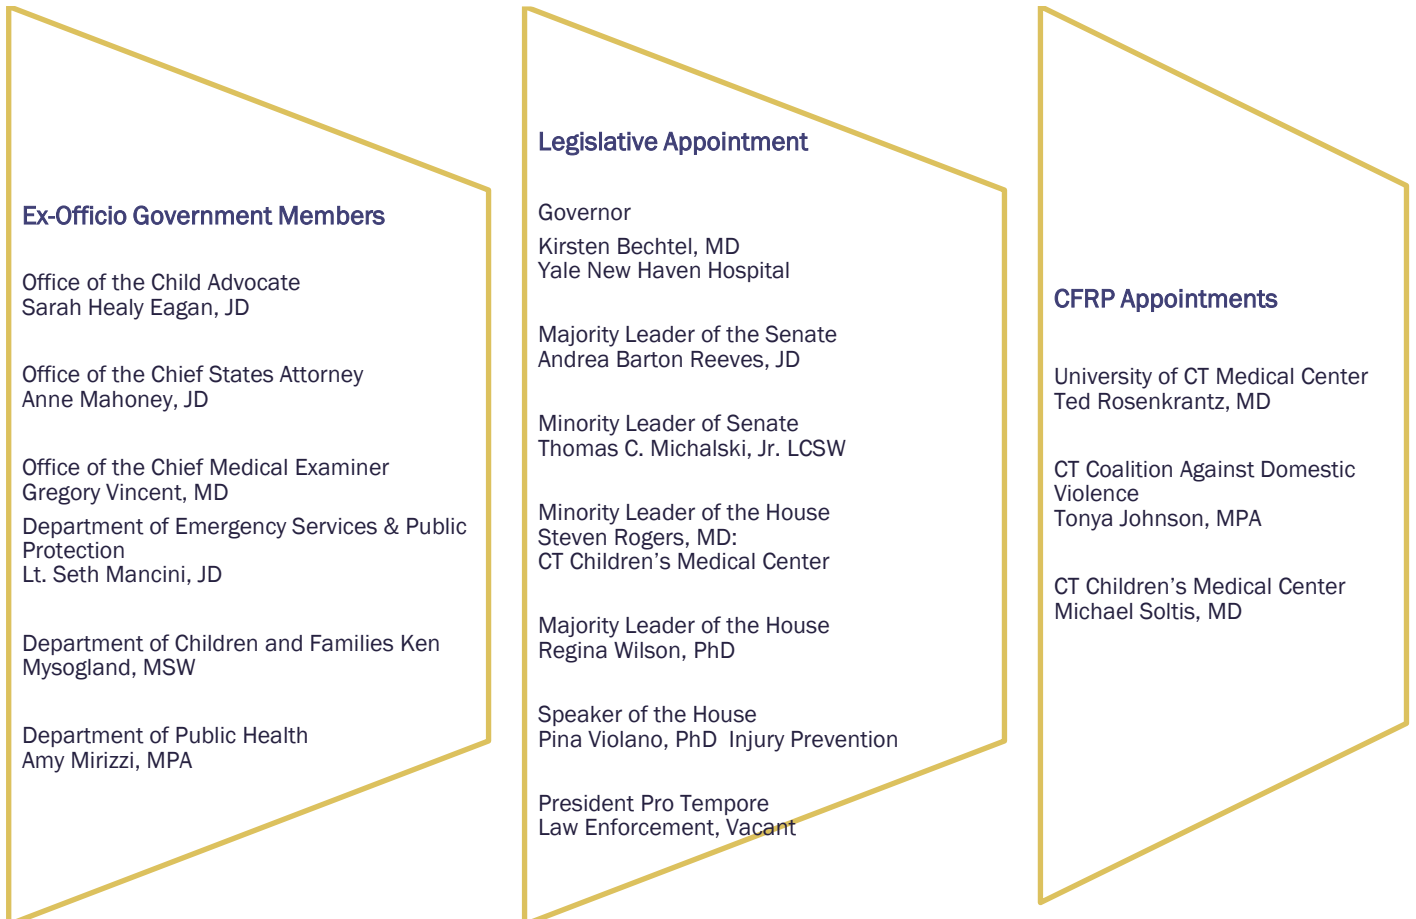 Ex-Officio Government Members
Office of the Child Advocate
Sarah Healy Eagan, JD
Office of the Chief States Attorney
Anne Mahoney, JD
Office of the Chief Medical Examiner
Gregory Vincent, MD
Department of Emergency Services & Public
Protection
Lt. Seth Mancini, JD
Department of Children and Families Ken
Mysogland, MSW
Department of Public Health
Amy Mirizzi, MPA
Legislative Appointment
Governor
Kirsten Bechtel, MD
Yale New Haven Hospital
Majority Leader of the Senate
Andrea Barton Reeves, JD
Minority Leader of Senate
Thomas C. Michalski, Jr. LCSW
Minority Leader of the House
Steven Rogers, MD:
CT Children’s Medical Center
Majority Leader of the House
Regina Wilson, PhD
Speaker of the House
Pina Violano, PhD  Injury Prevention
President Pro Tempore
Law Enforcement, Vacant
CFRP Appointments
University of CT Medical Center
Ted Rosenkrantz, MD
CT Coalition Against Domestic
Violence
Tonya Johnson, MPA
CT Children’s Medical Center
Michael Soltis, MD